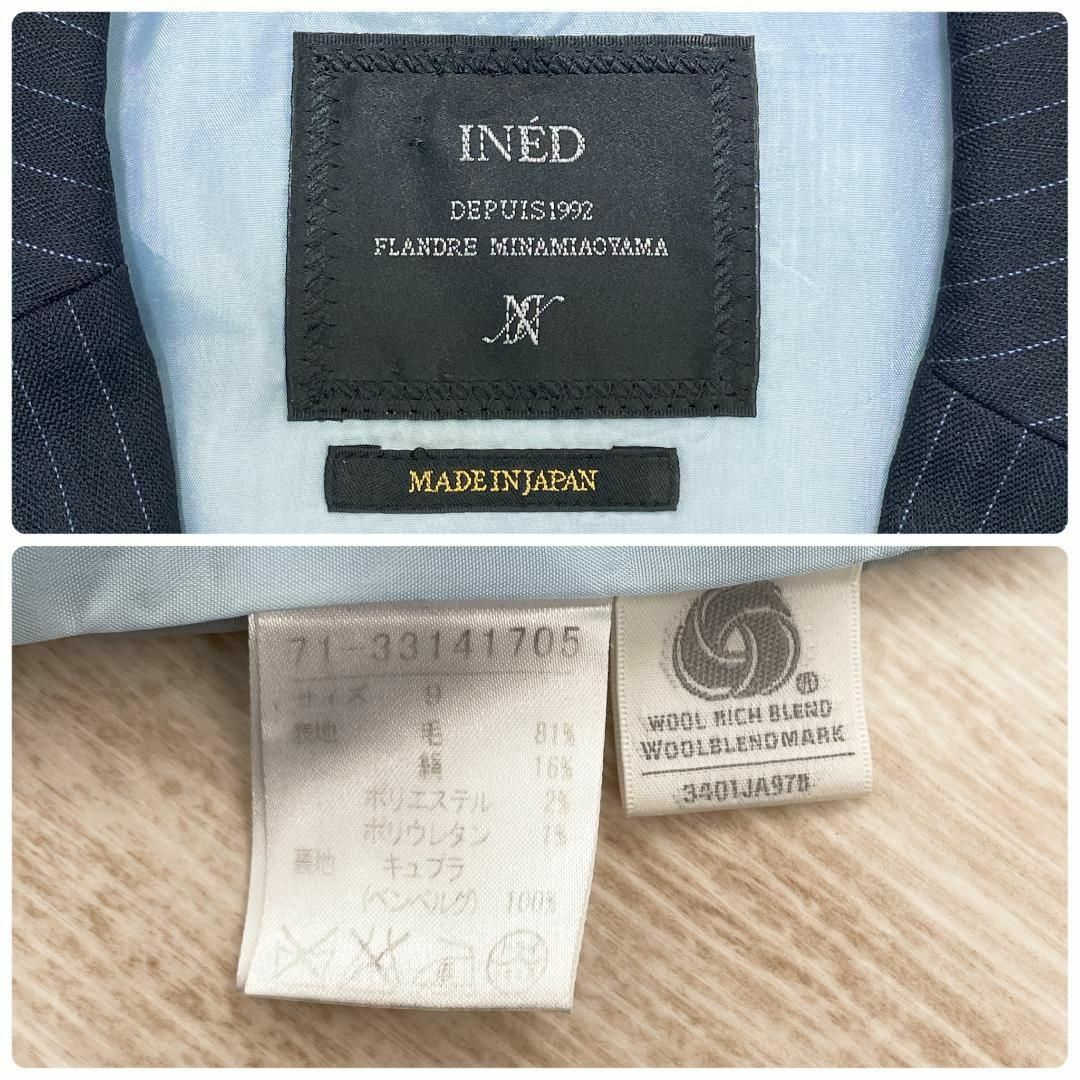 INÉD
DEPUIS1992
FLANDRE MINAMIAOYAMA
MADE IN JAPAN
71-33141705
サイズ 9
表地 毛 81%
絹 16%
ポリエステル 2%
ポリウレタン 1%
裏地 キュプラ
(ベンベルグ) 100%
WOOL RICH BLEND
WOOLBLENDMARK
3401JA978